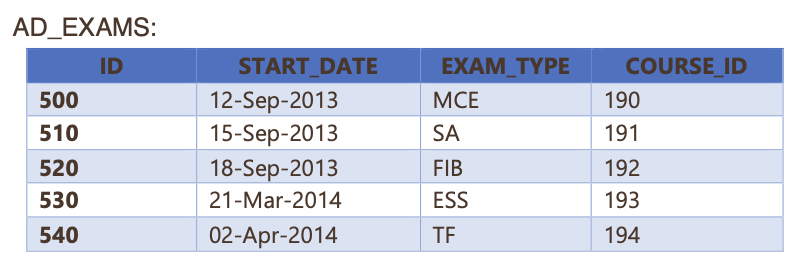 AD_EXAMS:
ID START_DATE EXAM_TYPE COURSE_ID
500 12-Sep-2013 MCE 190
510 15-Sep-2013 SA 191
520 18-Sep-2013 FIB 192
530 21-Mar-2014 ESS 193
540 02-Apr-2014 TF 194